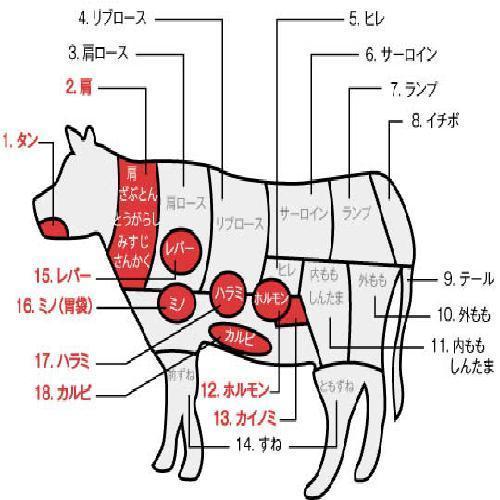 4. リブロース
5. ヒレ
3. 肩ロース
6. サーロイン
2. 肩
7. ランプ
1. タン
8. イチボ
肩
ざぶとん
とうがらし
みすじ
さんかく
肩ロース
リブロース
サーロイン
ランプ
レバー
ヒレ
内もも
しんたま
外もも
15. レバー
9. テール
16. ミノ(胃袋)
ミノ
ハラミ
ホルモン
10. 外もも
カルビ
11. 内もも
しんたま
17. ハラミ
18. カルビ
前ずね
12. ホルモン
ともずね
13. カイノミ
14. すね